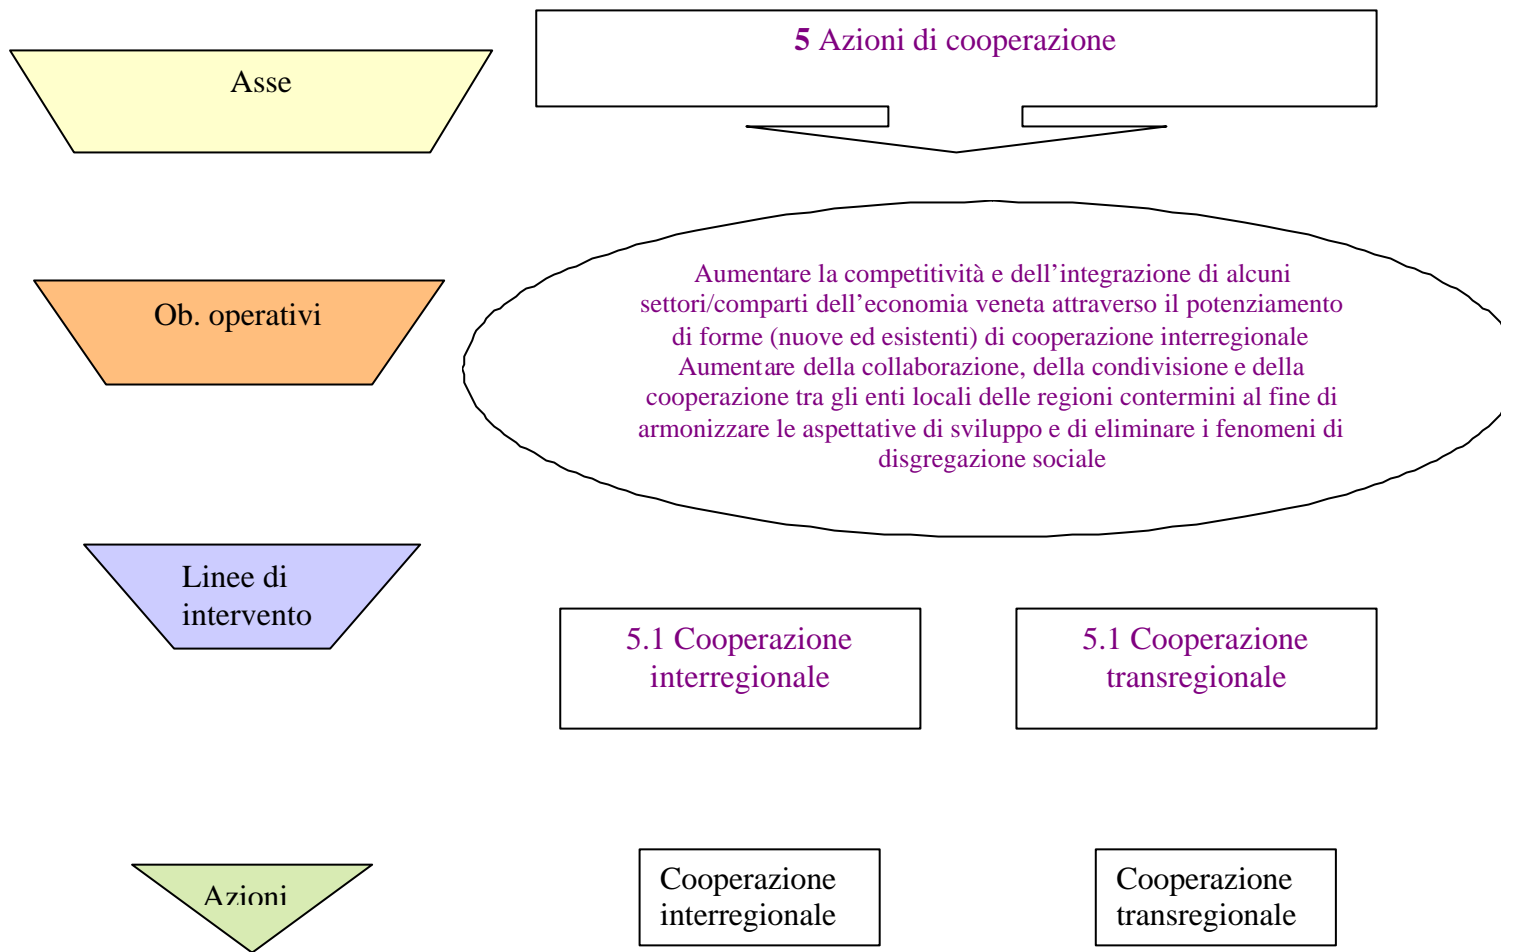 Asse
5 Azioni di cooperazione
Ob. operativi
Aumentare la competitività e dell’integrazione di alcuni
settori/comparti dell’economia veneta attraverso il potenziamento
di forme (nuove ed esistenti) di cooperazione interregionale
Aumentare della collaborazione, della condivisione e della
cooperazione tra gli enti locali delle regioni contermini al fine di
armonizzare le aspettative di sviluppo e di eliminare i fenomeni di
disgregazione sociale
Linee di
intervento
5.1 Cooperazione
interregionale
5.1 Cooperazione
transregionale
Azioni
Cooperazione
interregionale
Cooperazione
transregionale